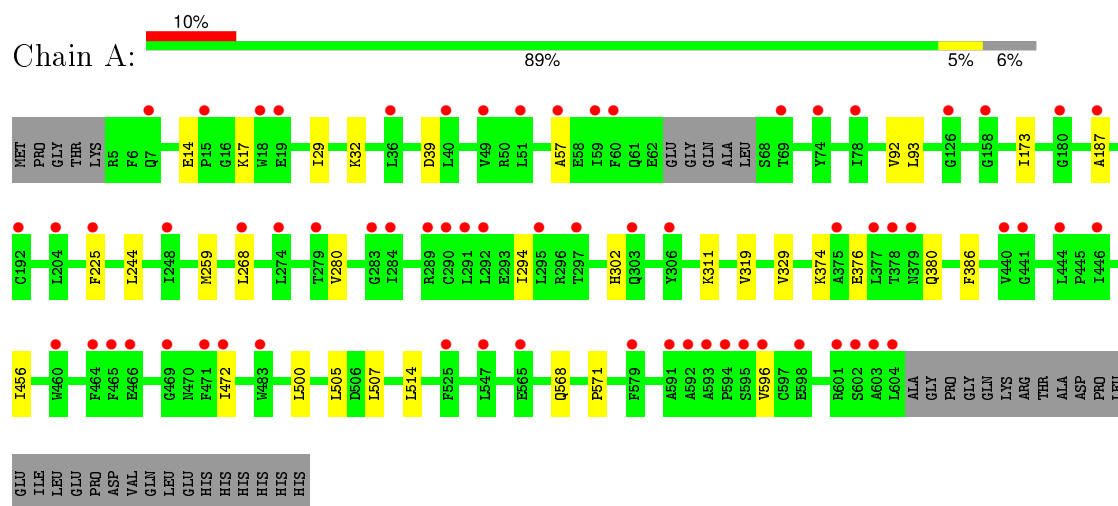 10%
Chain A:
89% 5% 6%
MET PRO GLY THR LYS R5 F6 Q7 E14 P15 G16 K17 W18 E19 I29 K32 L36 D39 L40 V49 R50 L51 A57 E58 I59 F60 Q61 E62 GLU GLY GLN ALA LEU S68 T69 Y74 I78 V92 L93 G126 G158 I173 G180 A187
C192 L204 F225 L244 I248 M259 L268 L274 T279 V280 G283 I284 R289 C290 L291 L292 E293 I294 L295 R296 T297 H302 Q303 Y306 K311 V319 V329 K374 A375 E376 L377 T378 N379 Q380 F386 V440 G441 L444 P445 I446
I456 W460 F464 F465 E466 G469 N470 F471 I472 W483 L500 L505 D506 L507 L514 F525 L547 E565 Q568 P571 F579 A591 A592 A593 P594 S595 V596 C597 E598 R601 S602 A603 L604 ALA GLY PRO GLY GLN LYS ARG THR ALA ASP PRO LEU
GLU ILE LEU GLU PRO ASP VAL GLN LEU GLU HIS HIS HIS HIS HIS HIS